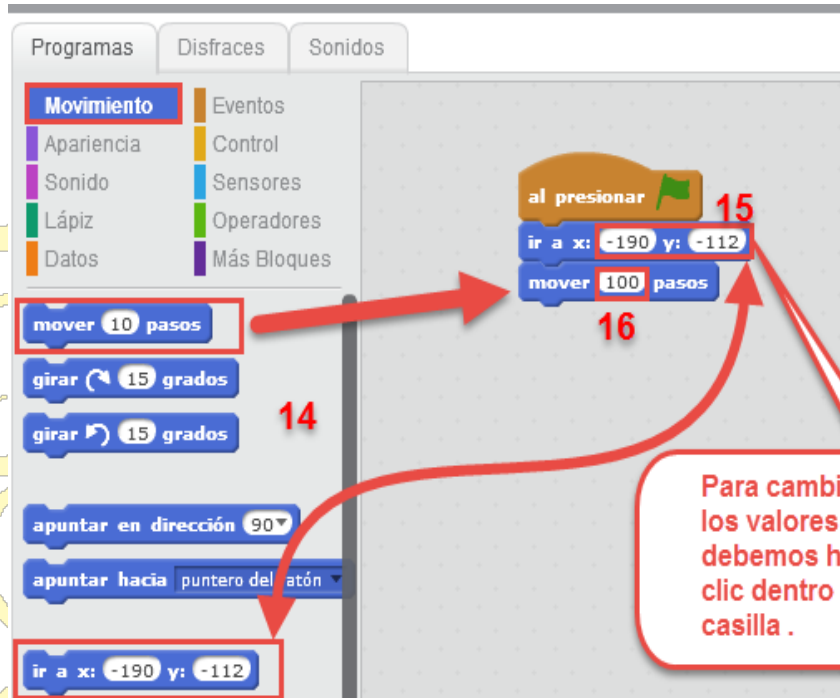 Programas Disfraces Sonidos
Movimiento Eventos
Apariencia Control
Sonido Sensores
Lápiz Operadores
Datos Más Bloques
mover 10 pasos
girar 15 grados
girar 15 grados
14
apuntar en dirección 90
apuntar hacia puntero del atón
ir a x: -190 y: -112
al presionar
15
ir a x: -190 y: -112
mover 100 pasos
16
Para cambi
los valores
debemos h
clic dentro
casilla .